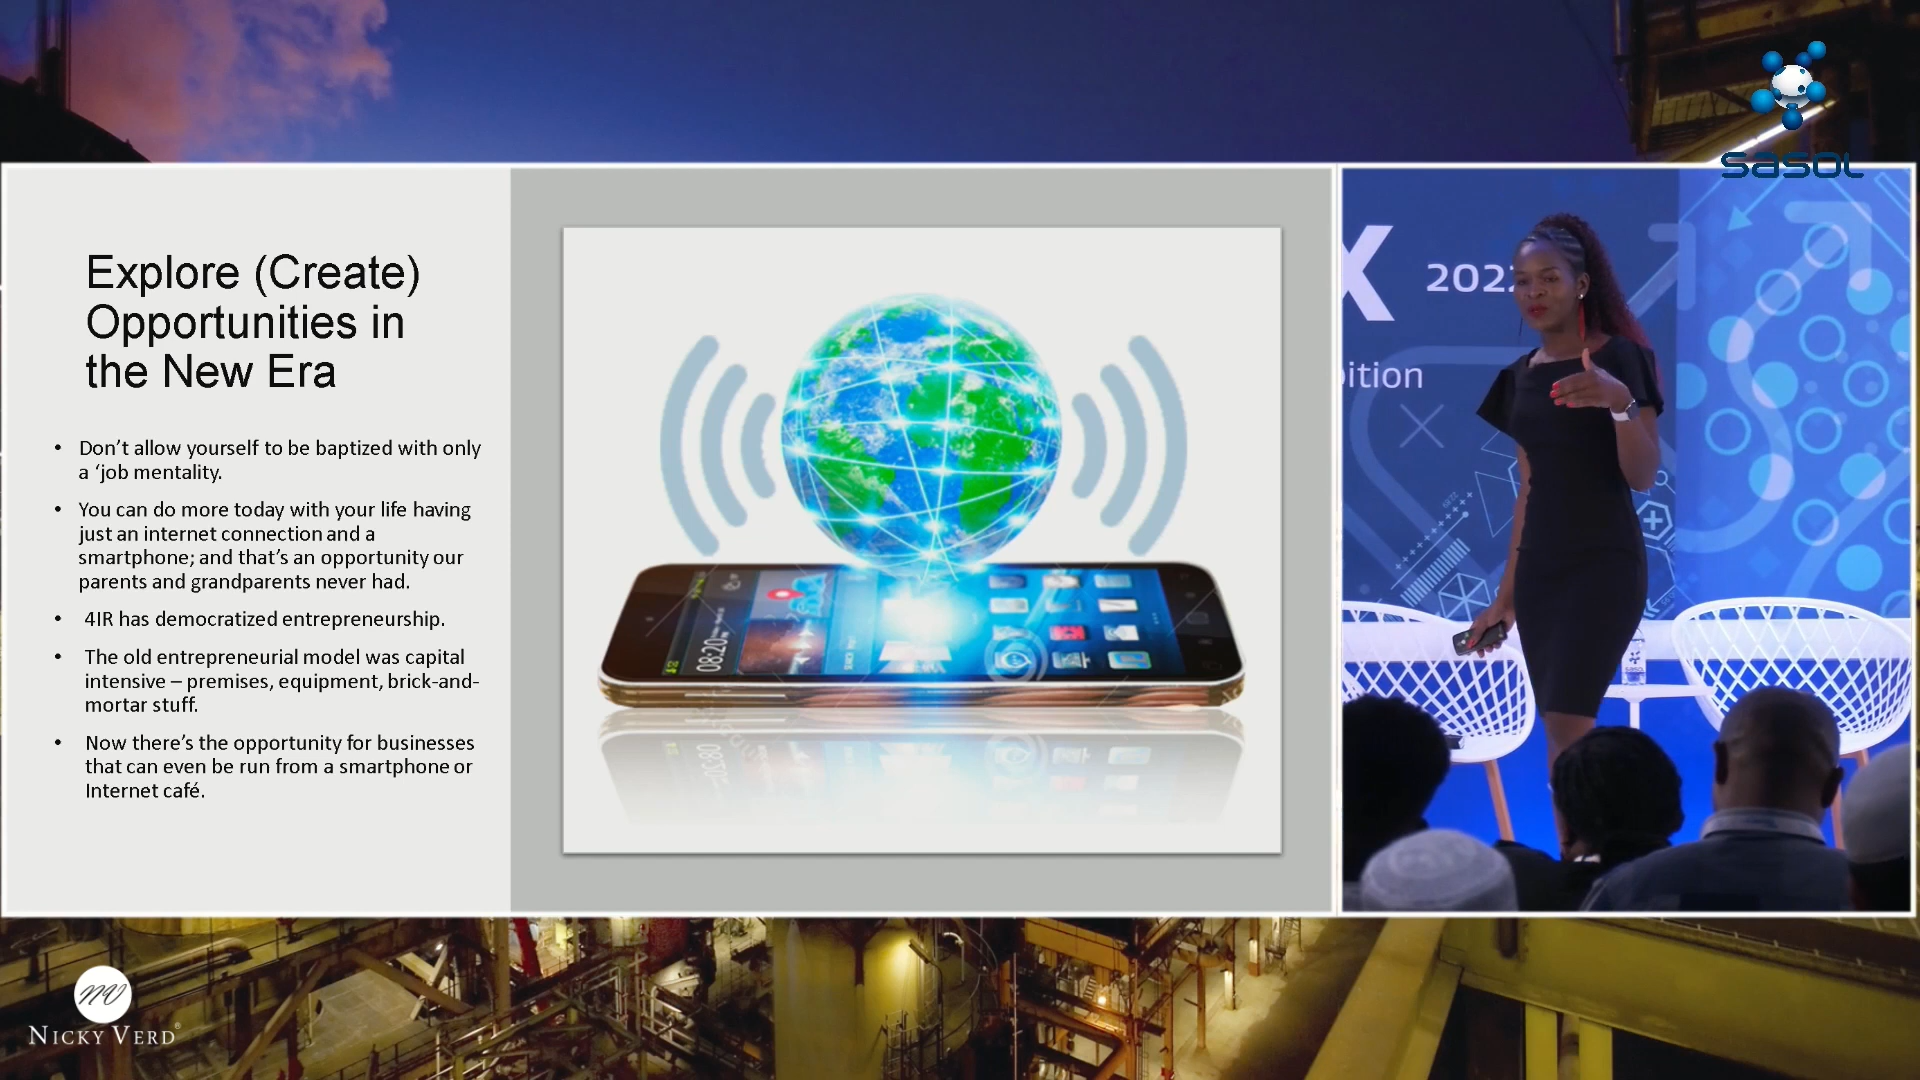 sasol
Explore (Create)
Opportunities in
the New Era
• Don’t allow yourself to be baptized with only
a ‘job mentality.
• You can do more today with your life having
just an internet connection and a
smartphone; and that’s an opportunity our
parents and grandparents never had.
• 4IR has democratized entrepreneurship.
• The old entrepreneurial model was capital
intensive – premises, equipment, brick-and-
mortar stuff.
• Now there’s the opportunity for businesses
that can even be run from a smartphone or
Internet café.
08:20
X
202
ition
NV
NICKY VERD®